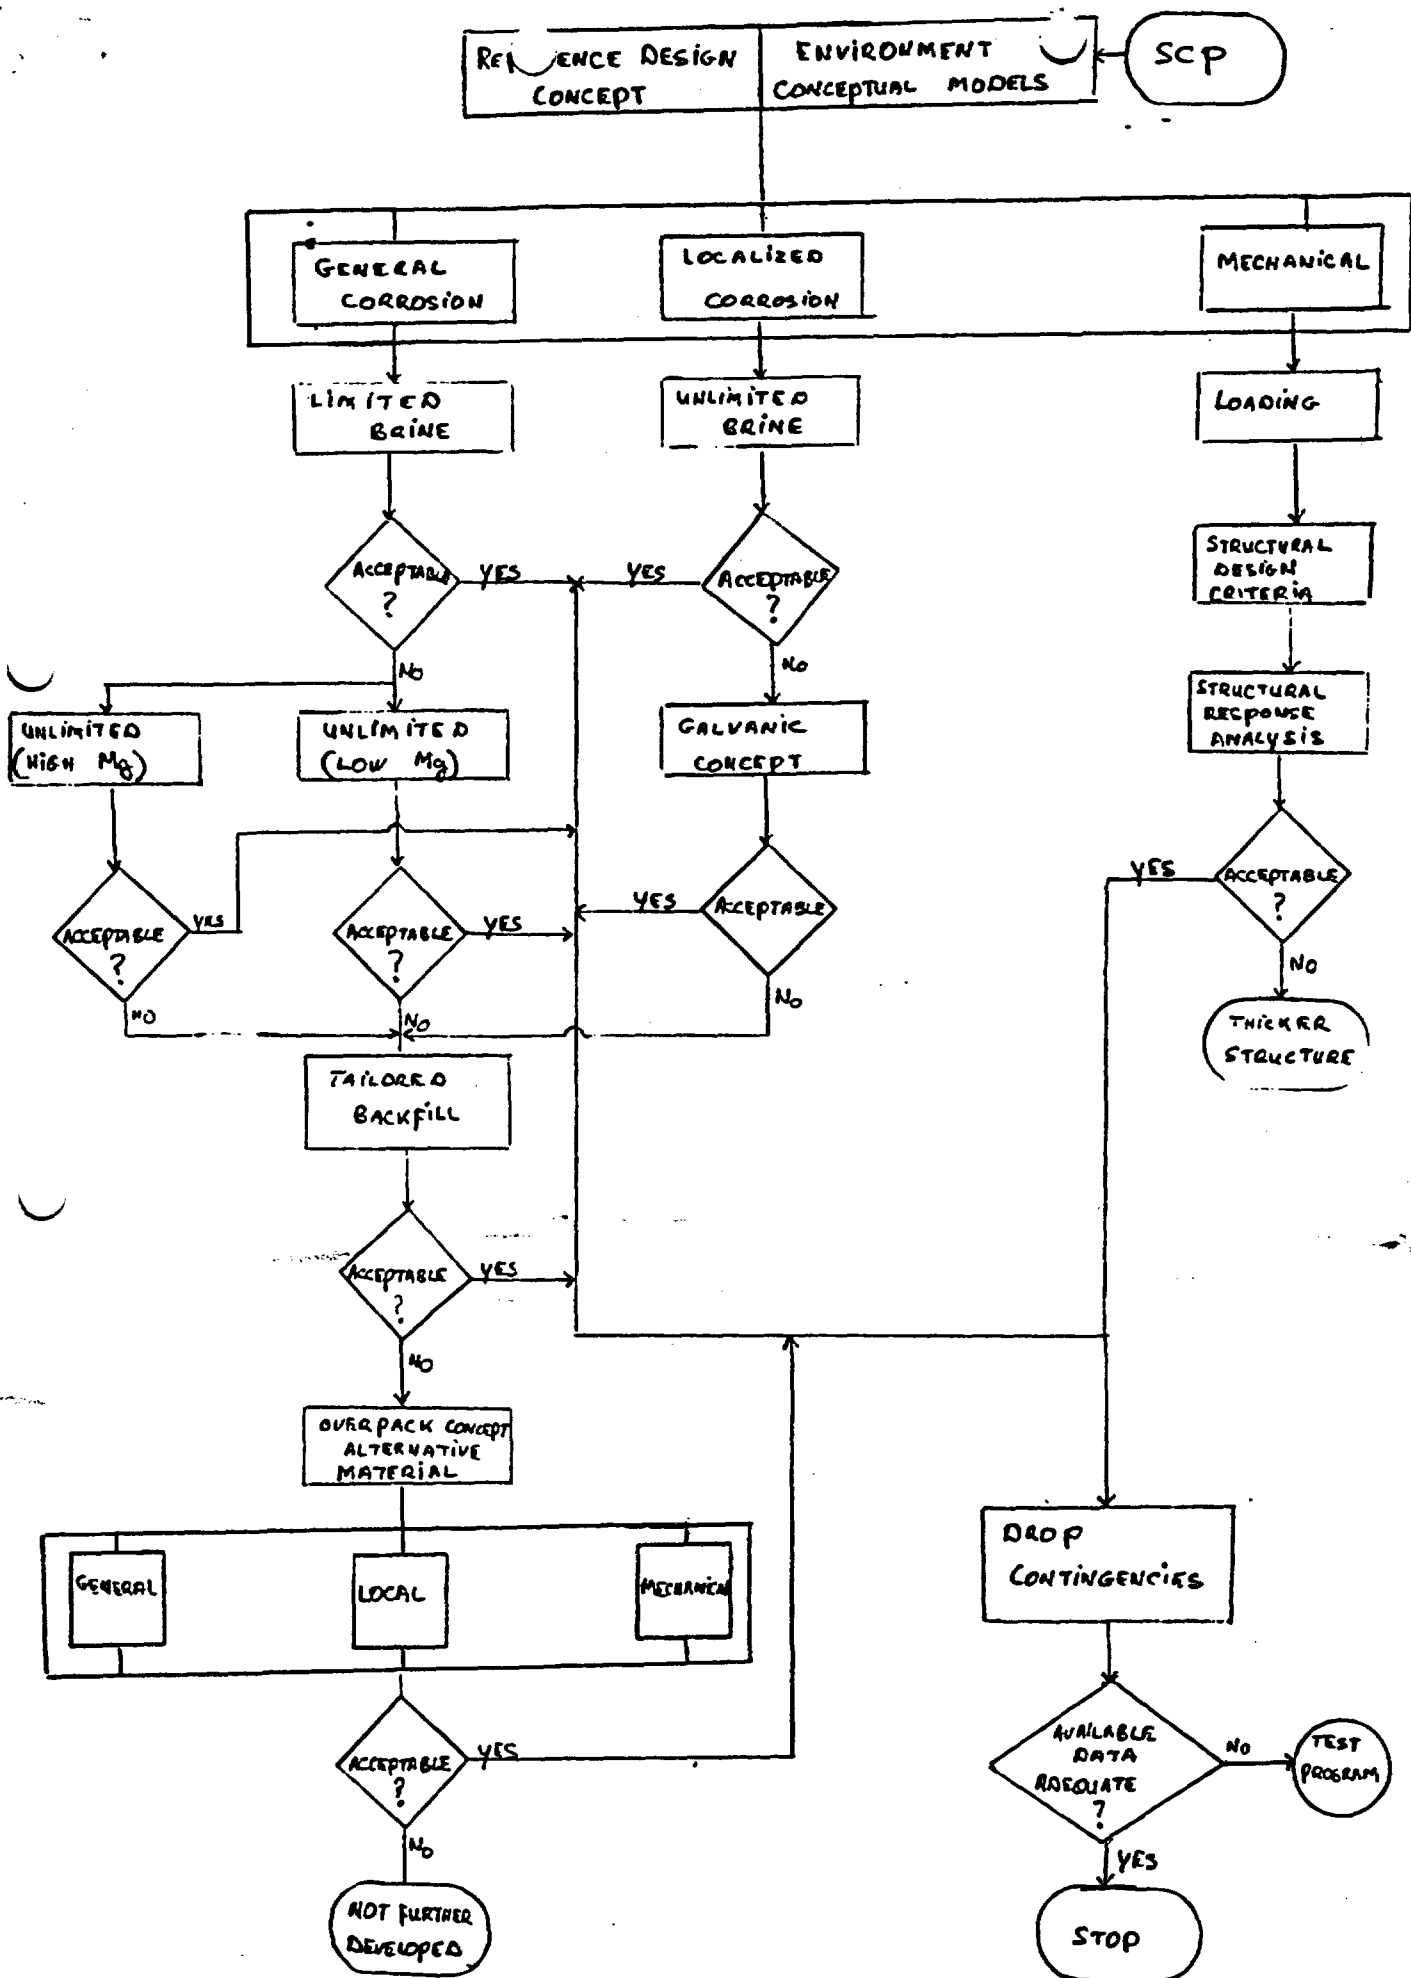 REFERENCE DESIGN
CONCEPT
ENVIRONMENT
CONCEPTUAL MODELS
SCP
GENERAL
CORROSION
LOCALIZED
CORROSION
MECHANICAL
LIMITED
BRINE
UNLIMITED
BRINE
LOADING
ACCEPTABLE
?
YES
YES
ACCEPTABLE
?
STRUCTURAL
DESIGN
CRITERIA
NO
NO
UNLIMITED
(HIGH Mg)
UNLIMITED
(LOW Mg)
GALVANIC
CONCEPT
STRUCTURAL
RESPONSE
ANALYSIS
ACCEPTABLE
?
YES
ACCEPTABLE
?
YES
YES
ACCEPTABLE
YES
ACCEPTABLE
?
NO
NO
NO
NO
THICKER
STRUCTURE
TAILORED
BACKFILL
ACCEPTABLE
?
YES
NO
OVERPACK CONCEPT
ALTERNATIVE
MATERIAL
GENERAL
LOCAL
MECHANICAL
DROP
CONTINGENCIES
ACCEPTABLE
?
YES
NO
AVAILABLE
DATA
ADEQUATE
?
NO
TEST
PROGRAM
YES
NOT FURTHER
DEVELOPED
STOP